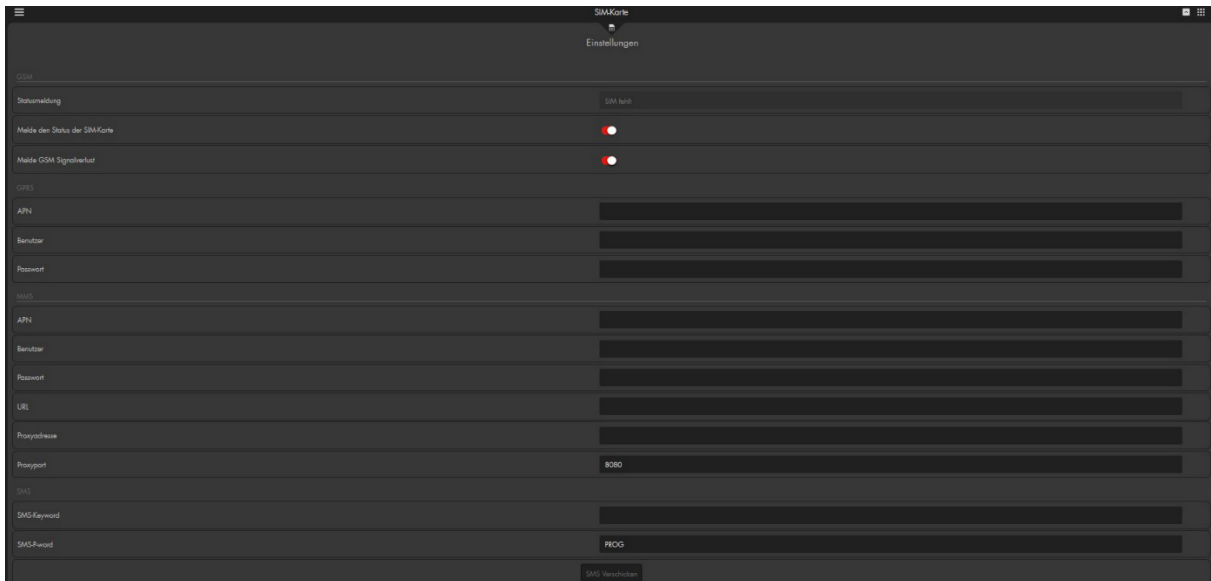 SIM-Karte
Einstellungen
GSM
Statusmeldung
SIM fehlt
Melde den Status der SIM-Karte
Melde GSM Signalverlust
GPRS
APN
Benutzer
Passwort
MMS
APN
Benutzer
Passwort
URL
Proxyadresse
Proxyport 8080
SMS
SMS-Keyword
SMS-P-word PROG
SMS Verschicken